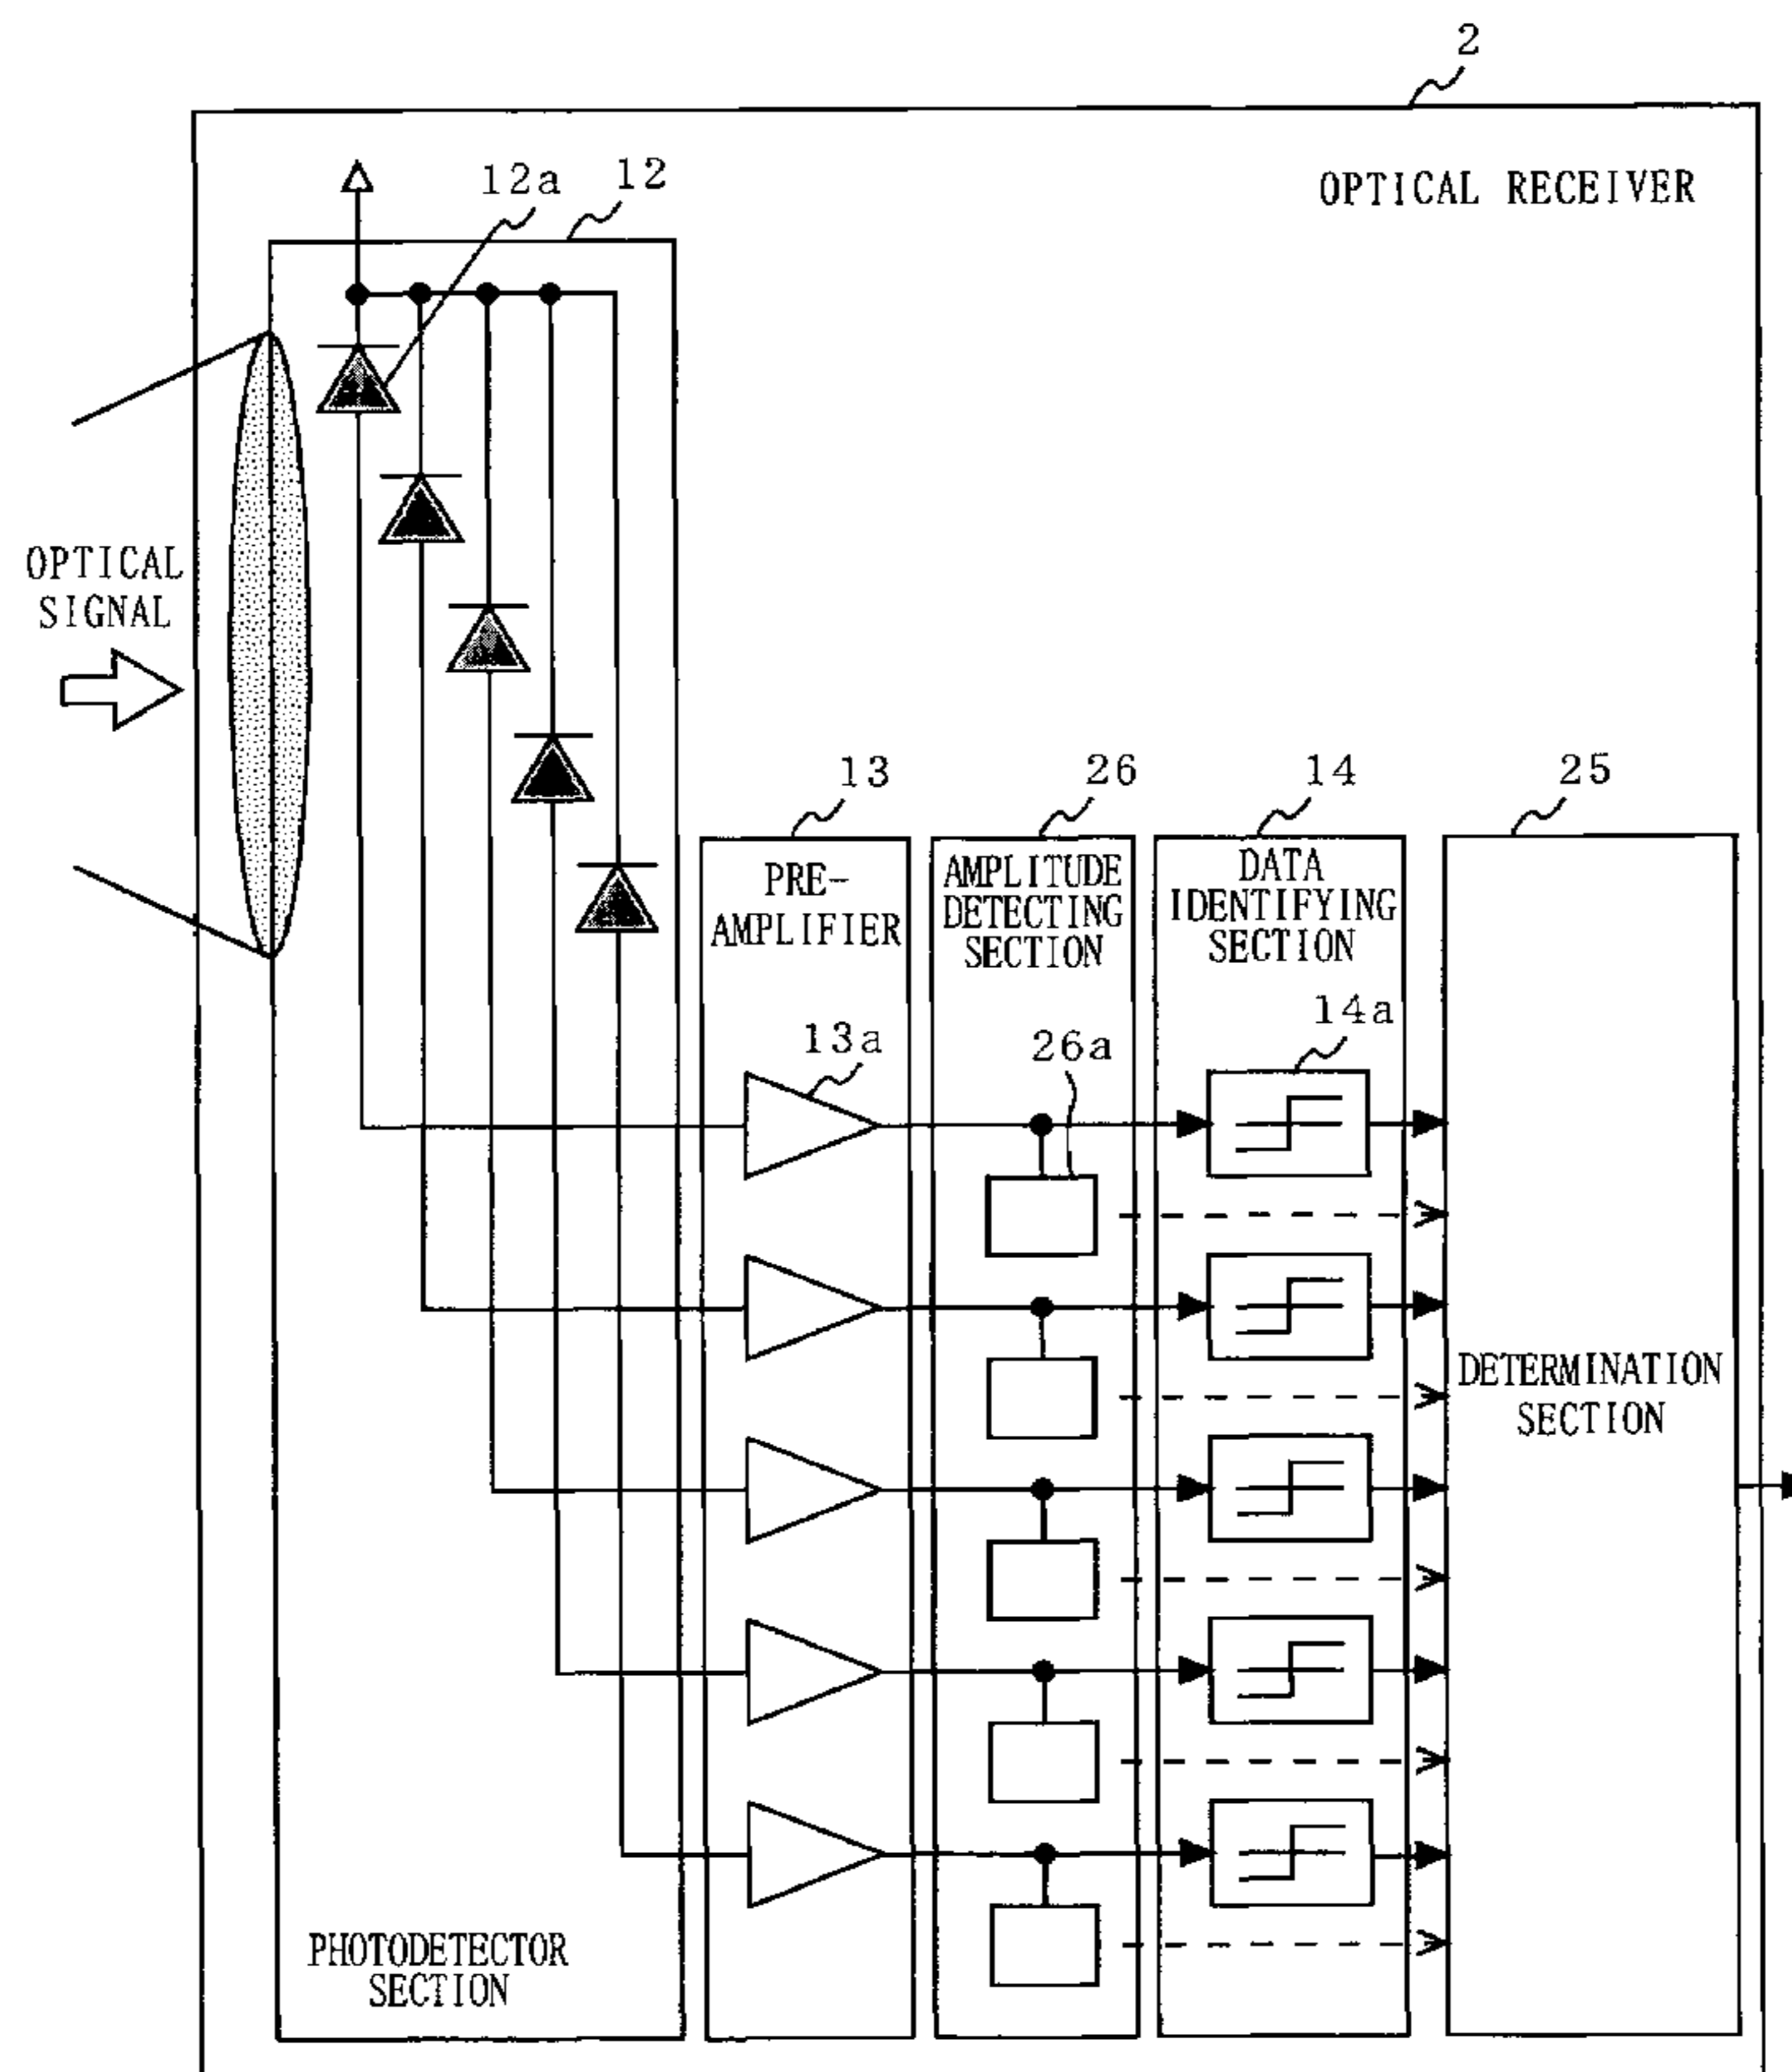 2
OPTICAL RECEIVER
12a
12
OPTICAL
SIGNAL
13
26
14
25
PRE-
AMPLIFIER
AMPLITUDE
DETECTING
SECTION
DATA
IDENTIFYING
SECTION
13a
26a
14a
DETERMINATION
SECTION
PHOTODETECTOR
SECTION